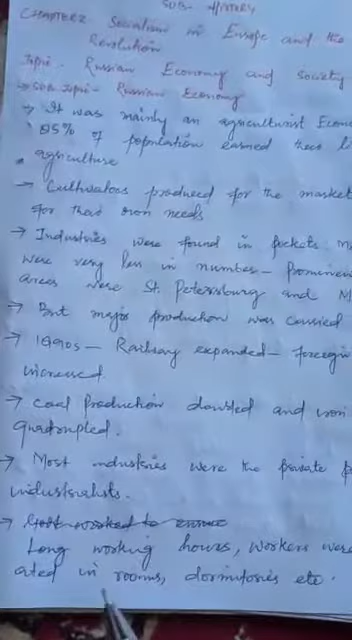 SUB- HISTORY
CHAPTER2 Socialism in Europe and the
Revolution
Topic. Russian Economy and society
→ Sub topic- Russian Economy
→ It was mainly an agriculturist Econo
85% of population earned their li
agriculture
→ Cultivators produced for the market
for their own needs
→ Industries were found in pockets
were very less in number- Prominen
areas were St. Petersburg and M
→ But major production was carried
→ 1990s - Railway expanded- foreign
increased
→ Coal Production doubled and iron
quadrupled.
→ Most industries were the private p
industrialists.
→
Long working hours, workers were
ated in rooms, dormitories etc.